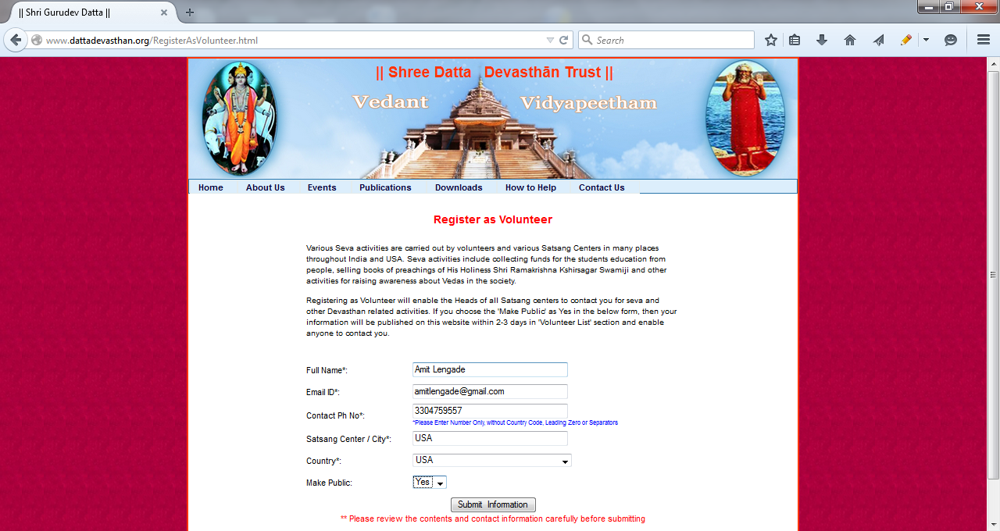 || Shri Gurudev Datta ||
www.dattadevasthan.org/RegisterAsVolunteer.html
Search
|| Shree Datta Devasthān Trust ||
Vedant Vidyapeetham
Home About Us Events Publications Downloads How to Help Contact Us
Register as Volunteer
Various Seva activities are carried out by volunteers and various Satsang Centers in many places
throughout India and USA. Seva activities include collecting funds for the students education from
people, selling books of preachings of His Holiness Shri Ramakrishna Kshirsagar Swamiji and other
activities for raising awareness about Vedas in the society.
Registering as Volunteer will enable the Heads of all Satsang centers to contact you for seva and
other Devasthan related activities. If you choose the 'Make Public' as Yes in the below form, then your
information will be published on this website within 2-3 days in 'Volunteer List' section and enable
anyone to contact you.
Full Name*: Amit Lengade
Email ID*: amitlengade@gmail.com
Contact Ph No*: 3304759557
*Please Enter Number Only, without Country Code, Leading Zero or Separators
Satsang Center / City*: USA
Country*: USA
Make Public: Yes
Submit Information
** Please review the contents and contact information carefully before submitting